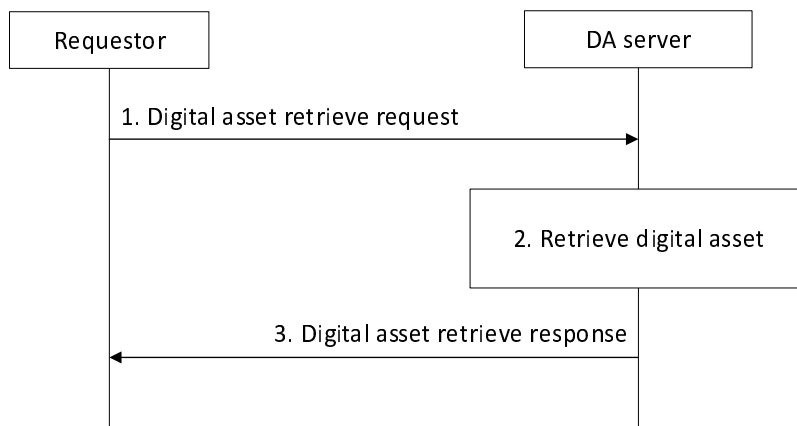 Requestor
DA server
1. Digital asset retrieve request
2. Retrieve digital asset
3. Digital asset retrieve response